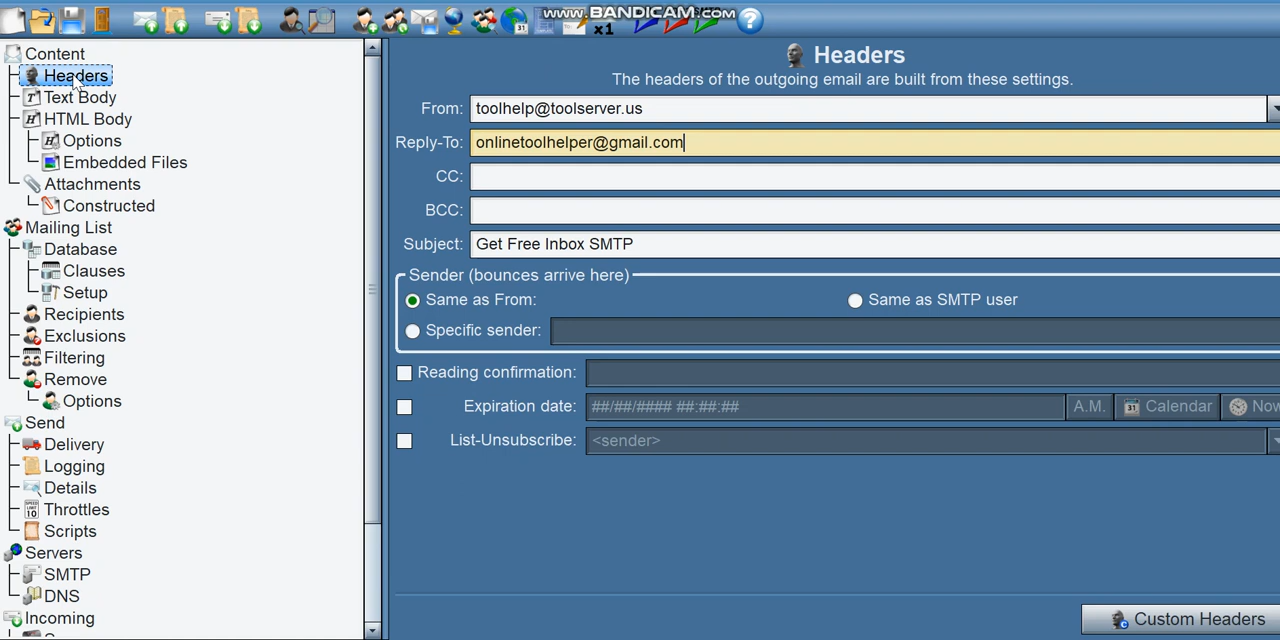 WWW.BANDICAM.COM
31
x1
?
Content
Headers
Text Body
HTML Body
Options
Embedded Files
Attachments
Constructed
Mailing List
Database
Clauses
Setup
Recipients
Exclusions
Filtering
Remove
Options
Send
Delivery
Logging
Details
Throttles
Scripts
Servers
SMTP
DNS
Incoming
Headers
The headers of the outgoing email are built from these settings.
From: toolhelp@toolserver.us
Reply-To: onlinetoolhelper@gmail.com
CC:
BCC:
Subject: Get Free Inbox SMTP
Sender (bounces arrive here)
Same as From: Same as SMTP user
Specific sender:
Reading confirmation:
Expiration date: ##/##/#### ##:##:## A.M. 31 Calendar Now
List-Unsubscribe: <sender>
Custom Headers